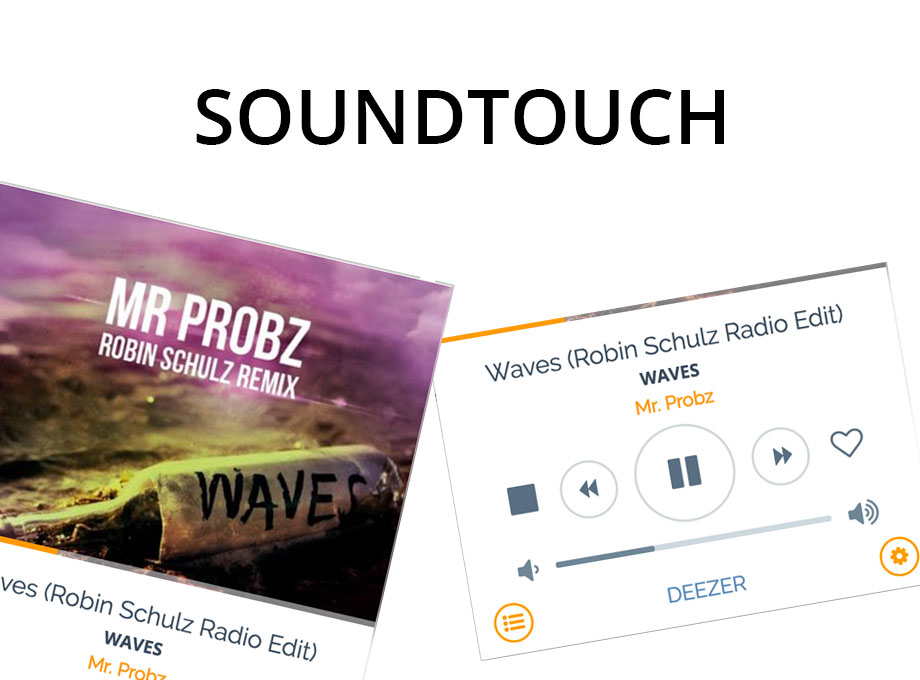 SOUNDTOUCH
MR PROBZ
ROBIN SCHULZ REMIX
WAVES
ves (Robin Schulz Radio Edit)
WAVES
Mr. Probz
Waves (Robin Schulz Radio Edit)
WAVES
Mr. Probz
DEEZER